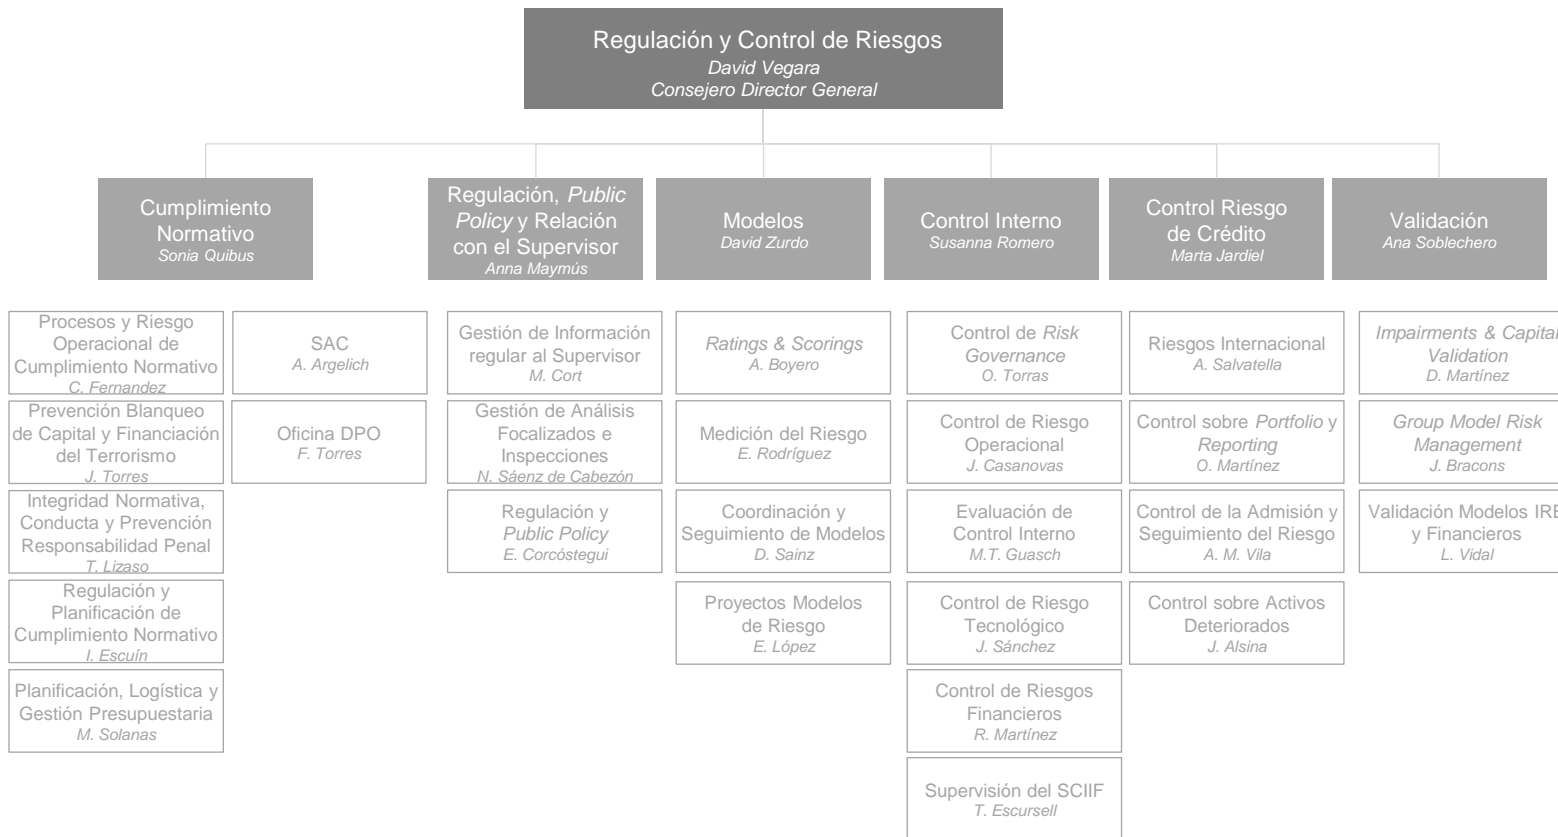 Regulación y Control de Riesgos
David Vegara
Consejero Director General
Cumplimiento
Normativo
Sonia Quibus
Regulación, Public
Policy y Relación
con el Supervisor
Anna Maymús
Modelos
David Zurdo
Control Interno
Susanna Romero
Control Riesgo
de Crédito
Marta Jardiel
Validación
Ana Soblechero
Procesos y Riesgo
Operacional de
Cumplimiento Normativo
C. Fernandez
Prevención Blanqueo
de Capital y Financiación
del Terrorismo
J. Torres
Integridad Normativa,
Conducta y Prevención
Responsabilidad Penal
T. Lizaso
Regulación y
Planificación de
Cumplimiento Normativo
I. Escuín
Planificación, Logística y
Gestión Presupuestaria
M. Solanas
SAC
A. Argelich
Oficina DPO
F. Torres
Gestión de Información
regular al Supervisor
M. Cort
Gestión de Análisis
Focalizados e
Inspecciones
N. Sáenz de Cabezón
Regulación y
Public Policy
E. Corcóstegui
Ratings & Scorings
A. Boyero
Medición del Riesgo
E. Rodríguez
Coordinación y
Seguimiento de Modelos
D. Sainz
Proyectos Modelos
de Riesgo
E. López
Control de Risk
Governance
O. Torras
Control de Riesgo
Operacional
J. Casanovas
Evaluación de
Control Interno
M.T. Guasch
Control de Riesgo
Tecnológico
J. Sánchez
Control de Riesgos
Financieros
R. Martínez
Supervisión del SCIIF
T. Escursell
Riesgos Internacional
A. Salvatella
Control sobre Portfolio y
Reporting
O. Martínez
Control de la Admisión y
Seguimiento del Riesgo
A. M. Vila
Control sobre Activos
Deteriorados
J. Alsina
Impairments & Capital
Validation
D. Martínez
Group Model Risk
Management
J. Bracons
Validación Modelos
y Financieros
L. Vidal